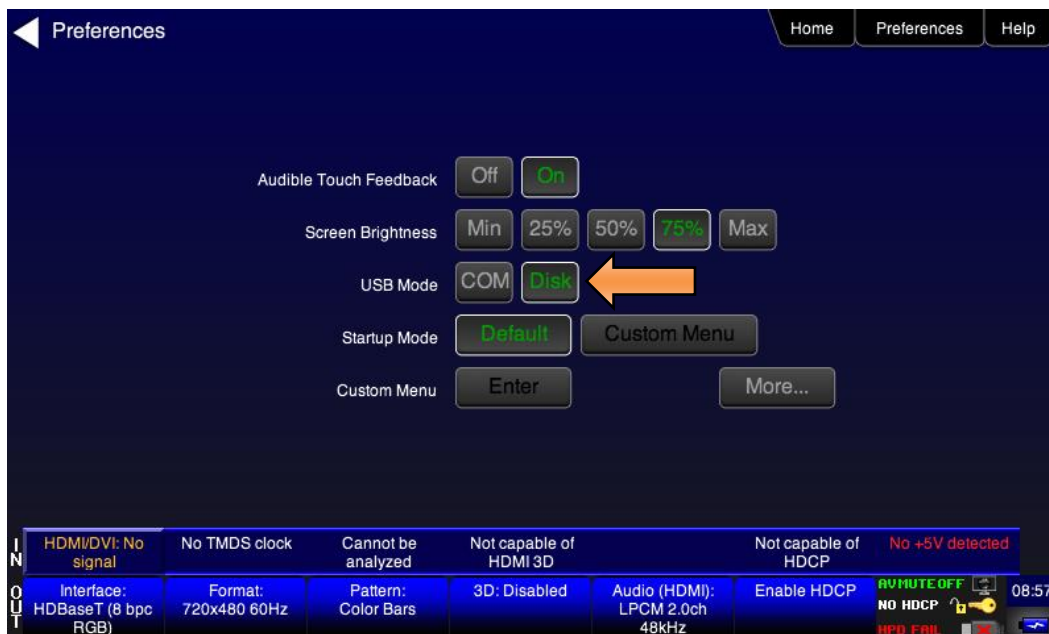 Preferences
Home
Preferences
Help
Audible Touch Feedback
Off
On
Screen Brightness
Min
25%
50%
75%
Max
USB Mode
COM
Disk
Startup Mode
Default
Custom Menu
Custom Menu
Enter
More...
IN
HDMI/DVI: No
signal
No TMDS clock
Cannot be
analyzed
Not capable of
HDMI 3D
Not capable of
HDCP
No +5V detected
OUT
Interface:
HDBaseT (8 bpc
RGB)
Format:
720x480 60Hz
Pattern:
Color Bars
3D: Disabled
Audio (HDMI):
LPCM 2.0ch
48kHz
Enable HDCP
AVMUTEOFF
NO HDCP
HPD FAIL
08:57